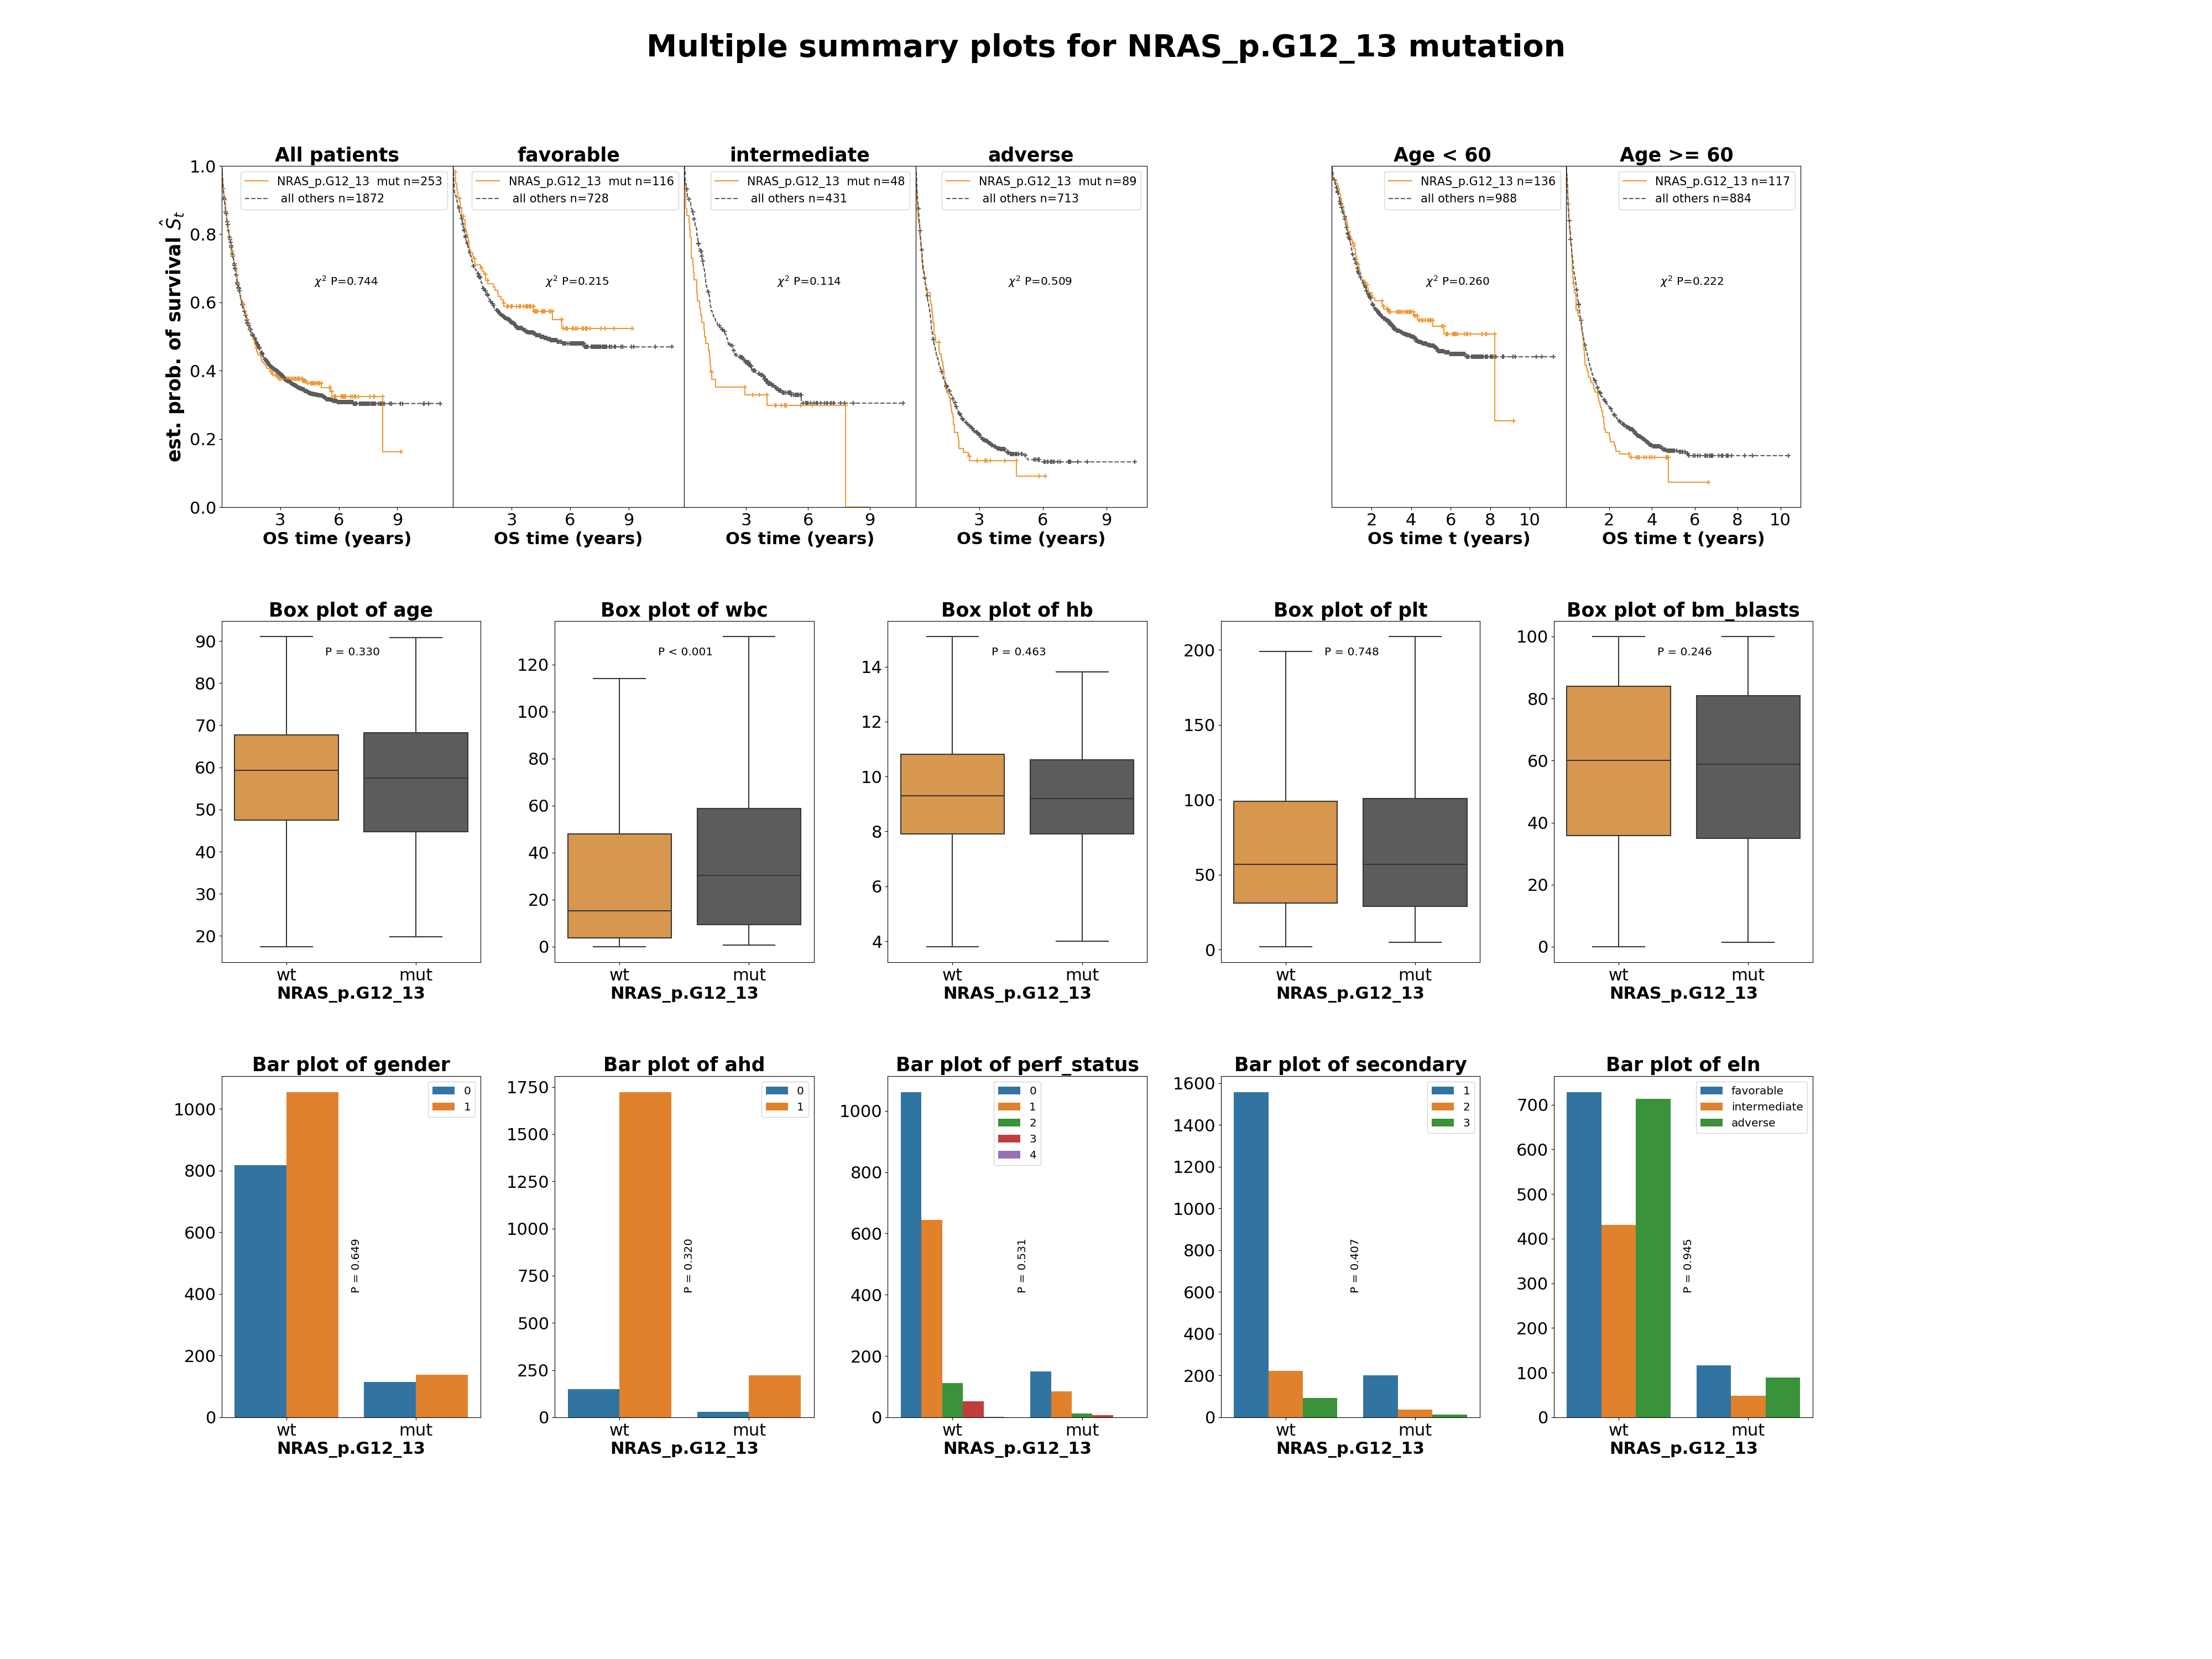 Multiple summary plots for NRAS_p.G12_13 mutation
All patients
favorable
intermediate
adverse
Age < 60
Age >= 60
est. prob. of survival Ŝt
1.0
0.8
0.6
0.4
0.2
0.0
NRAS_p.G12_13 mut n=253
all others n=1872
χ² P=0.744
3 6 9
OS time (years)
NRAS_p.G12_13 mut n=116
all others n=728
χ² P=0.215
3 6 9
OS time (years)
NRAS_p.G12_13 mut n=48
all others n=431
χ² P=0.114
3 6 9
OS time (years)
NRAS_p.G12_13 mut n=89
all others n=713
χ² P=0.509
3 6 9
OS time (years)
NRAS_p.G12_13 n=136
all others n=988
χ² P=0.260
2 4 6 8 10
OS time t (years)
NRAS_p.G12_13 n=117
all others n=884
χ² P=0.222
2 4 6 8 10
OS time t (years)
Box plot of age
P = 0.330
90
80
70
60
50
40
30
20
wt mut
NRAS_p.G12_13
Box plot of wbc
P < 0.001
120
100
80
60
40
20
0
wt mut
NRAS_p.G12_13
Box plot of hb
P = 0.463
14
12
10
8
6
4
wt mut
NRAS_p.G12_13
Box plot of plt
P = 0.748
200
150
100
50
0
wt mut
NRAS_p.G12_13
Box plot of bm_blasts
P = 0.246
100
80
60
40
20
0
wt mut
NRAS_p.G12_13
Bar plot of gender
0
1
P = 0.649
1000
800
600
400
200
0
wt mut
NRAS_p.G12_13
Bar plot of ahd
0
1
P = 0.320
1750
1500
1250
1000
750
500
250
0
wt mut
NRAS_p.G12_13
Bar plot of perf_status
0
1
2
3
4
P = 0.531
1000
800
600
400
200
0
wt mut
NRAS_p.G12_13
Bar plot of secondary
1
2
3
P = 0.407
1600
1400
1200
1000
800
600
400
200
0
wt mut
NRAS_p.G12_13
Bar plot of eln
favorable
intermediate
adverse
P = 0.945
700
600
500
400
300
200
100
0
wt mut
NRAS_p.G12_13